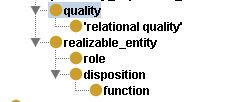 quality
'relational quality'
realizable_entity
role
disposition
function